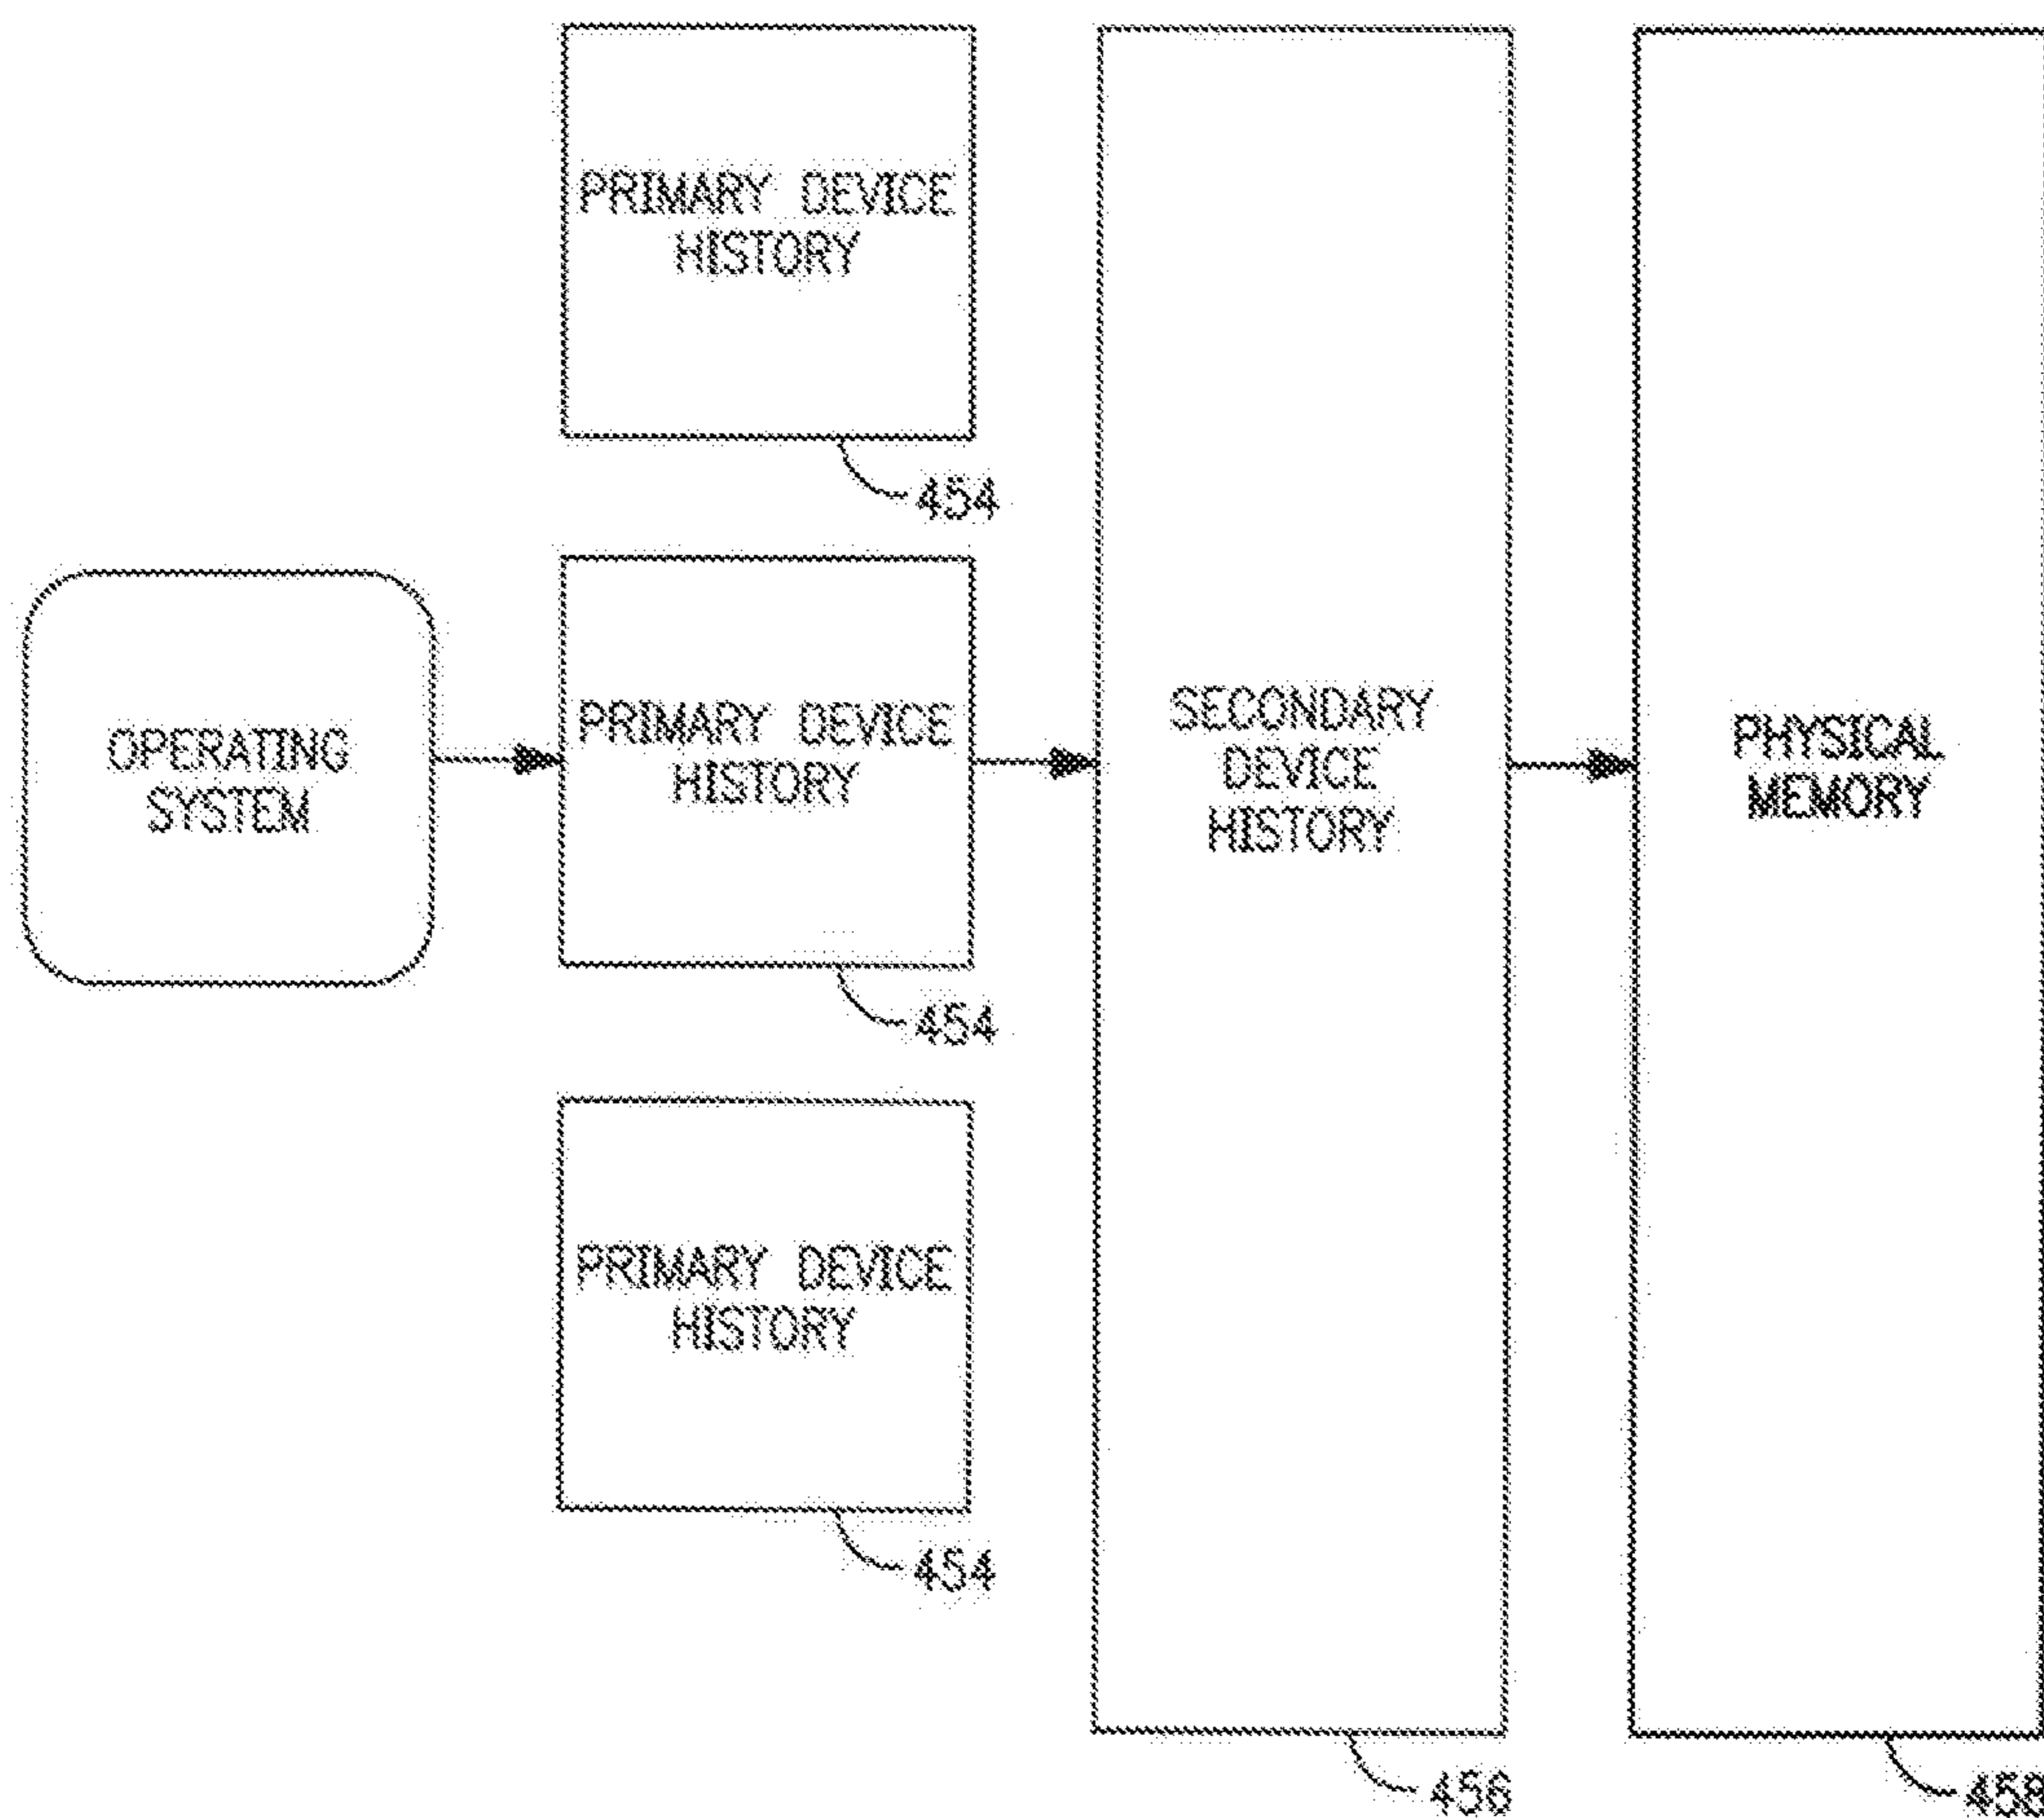 PRIMARY DEVICE
HISTORY
454
OPERATING
SYSTEM
PRIMARY DEVICE
HISTORY
454
SECONDARY
DEVICE
HISTORY
PHYSICAL
MEMORY
PRIMARY DEVICE
HISTORY
454
456
458